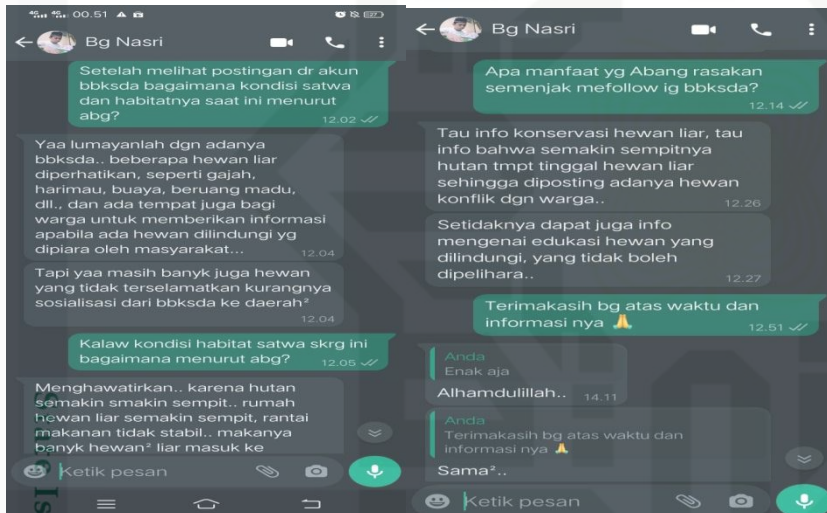 00.51
Bg Nasri
Setelah melihat postingan dr akun
bbksda bagaimana kondisi satwa
dan habitatnya saat ini menurut
abg?
12.02
Yaa lumayanlah dgn adanya
bbksda.. beberapa hewan liar
diperhatikan, seperti gajah,
harimau, buaya, beruang madu,
dll., dan ada tempat juga bagi
warga untuk memberikan informasi
apabila ada hewan dilindungi yg
dipiara oleh masyarakat...
12.04
Tapi yaa masih banyk juga hewan
yang tidak terselamatkan kurangnya
sosialisasi dari bbksda ke daerah²
12.04
Kalaw kondisi habitat satwa skrg ini
bagaimana menurut abg?
12.05
Menghawatirkan.. karena hutan
semakin smakin sempit.. rumah
hewan liar semakin sempit, rantai
makanan tidak stabil.. makanya
banyk hewan² liar masuk ke
Ketik pesan
Bg Nasri
Apa manfaat yg Abang rasakan
semenjak mefollow ig bbksda?
12.14
Tau info konservasi hewan liar, tau
info bahwa semakin sempitnya
hutan tmpt tinggal hewan liar
sehingga diposting adanya hewan
konflik dgn warga..
12.26
Setidaknya dapat juga info
mengenai edukasi hewan yang
dilindungi, yang tidak boleh
dipelihara..
12.27
Terimakasih bg atas waktu dan
informasi nya 🙏
12.51
Anda
Enak aja
Alhamdulillah..
14.11
Anda
Terimakasih bg atas waktu dan
informasi nya 🙏
Sama²..
Ketik pesan